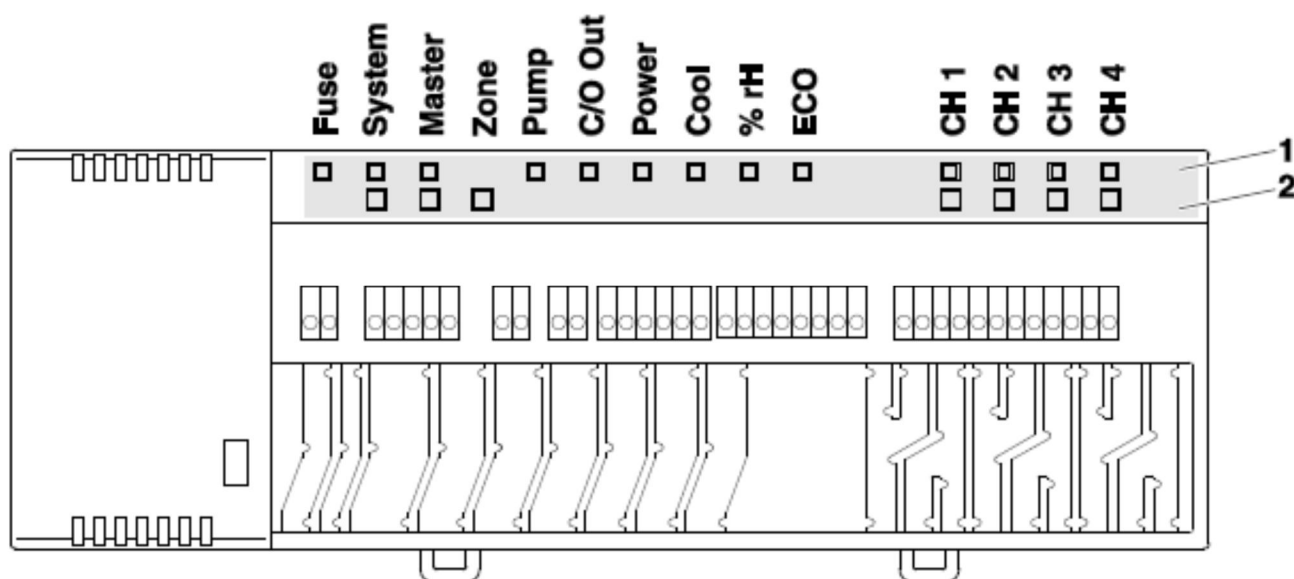 Fuse
System
Master
Zone
Pump
C/O Out
Power
Cool
% rH
ECO
CH 1
CH 2
CH 3
CH 4
1
2